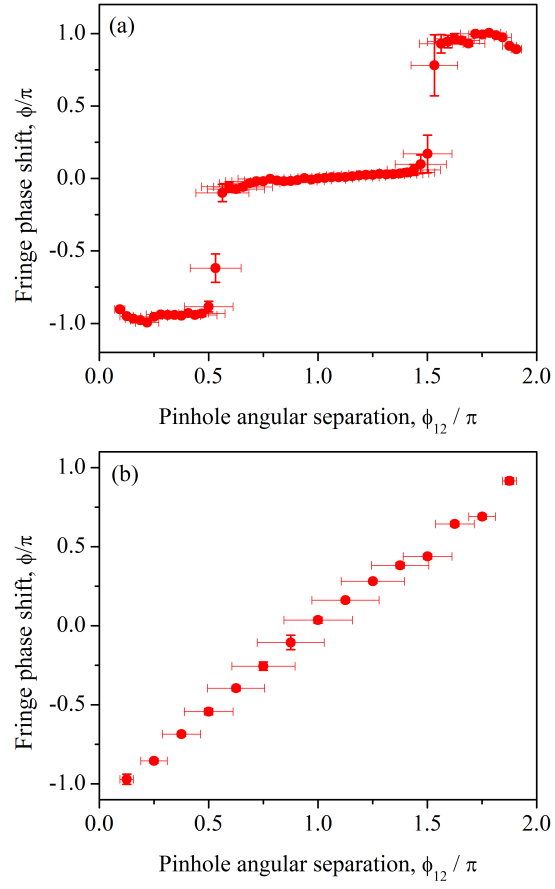 (a)
1.0
0.5
0.0
-0.5
-1.0
Fringe phase shift, ϕ/π
0.0 0.5 1.0 1.5 2.0
Pinhole angular separation, ϕ₁₂ / π
(b)
1.0
0.5
0.0
-0.5
-1.0
Fringe phase shift, ϕ/π
0.0 0.5 1.0 1.5 2.0
Pinhole angular separation, ϕ₁₂ / π